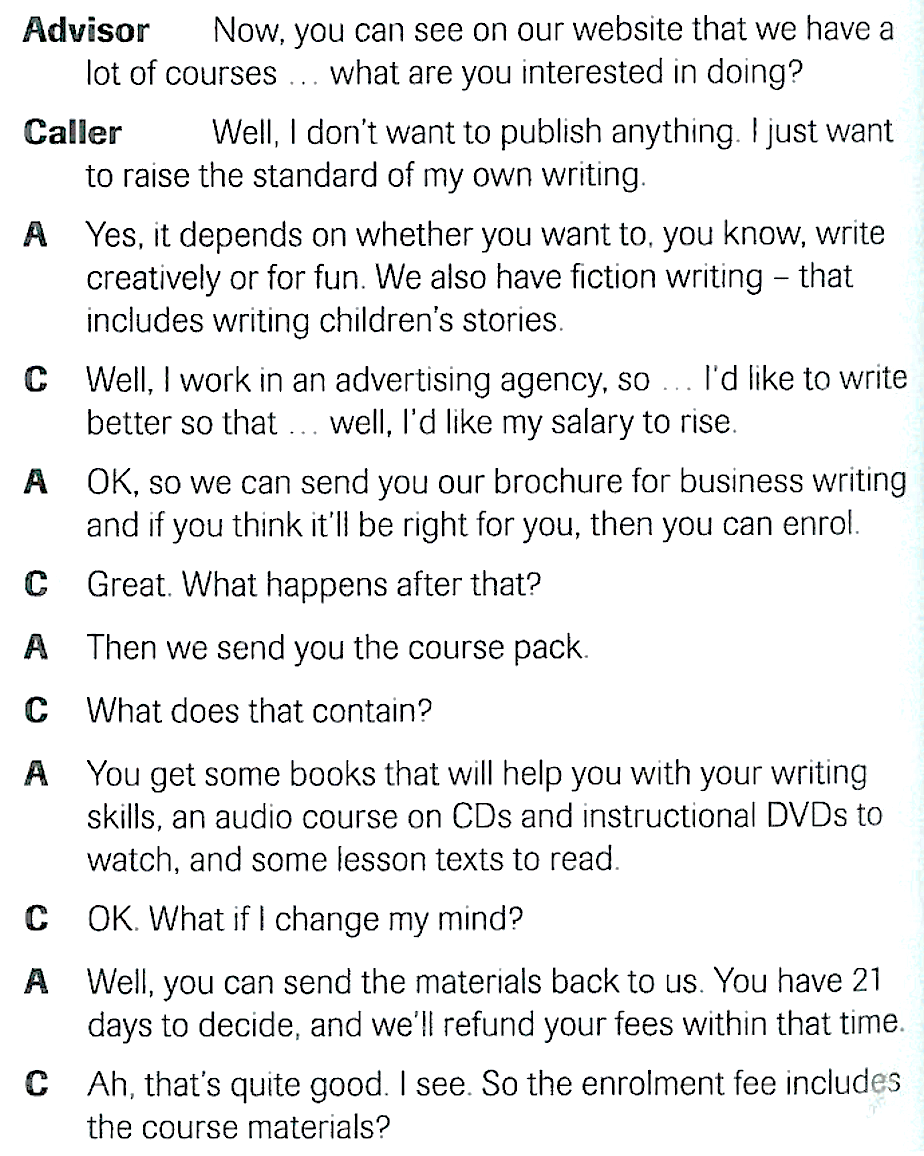 Advisor Now, you can see on our website that we have a
lot of courses ... what are you interested in doing?
Caller Well, I don't want to publish anything. I just want
to raise the standard of my own writing.
A Yes, it depends on whether you want to, you know, write
creatively or for fun. We also have fiction writing – that
includes writing children's stories.
C Well, I work in an advertising agency, so ... I'd like to write
better so that ... well, I'd like my salary to rise.
A OK, so we can send you our brochure for business writing
and if you think it'll be right for you, then you can enrol.
C Great. What happens after that?
A Then we send you the course pack.
C What does that contain?
A You get some books that will help you with your writing
skills, an audio course on CDs and instructional DVDs to
watch, and some lesson texts to read.
C OK. What if I change my mind?
A Well, you can send the materials back to us. You have 21
days to decide, and we'll refund your fees within that time.
C Ah, that's quite good. I see. So the enrolment fee includes
the course materials?